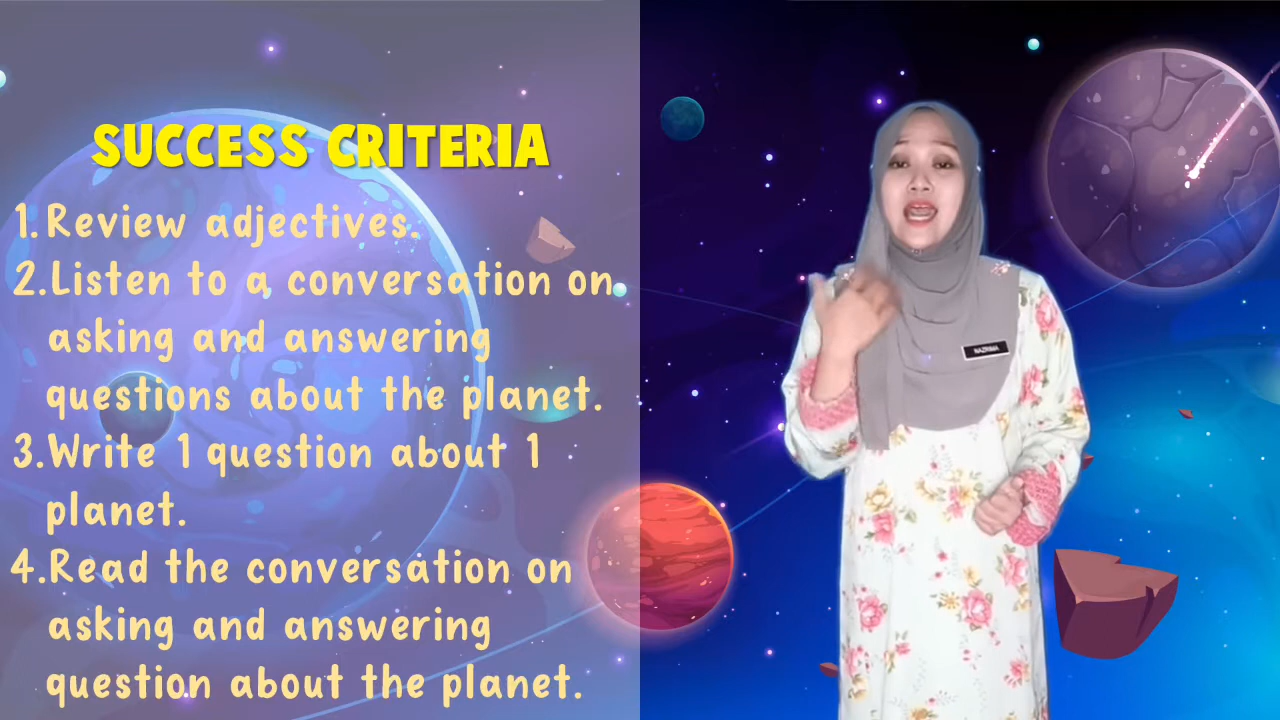 SUCCESS CRITERIA
1. Review adjectives.
2. Listen to a conversation on
asking and answering
questions about the planet.
3. Write 1 question about 1
planet.
4. Read the conversation on
asking and answering
question about the planet.
NAZRIMA